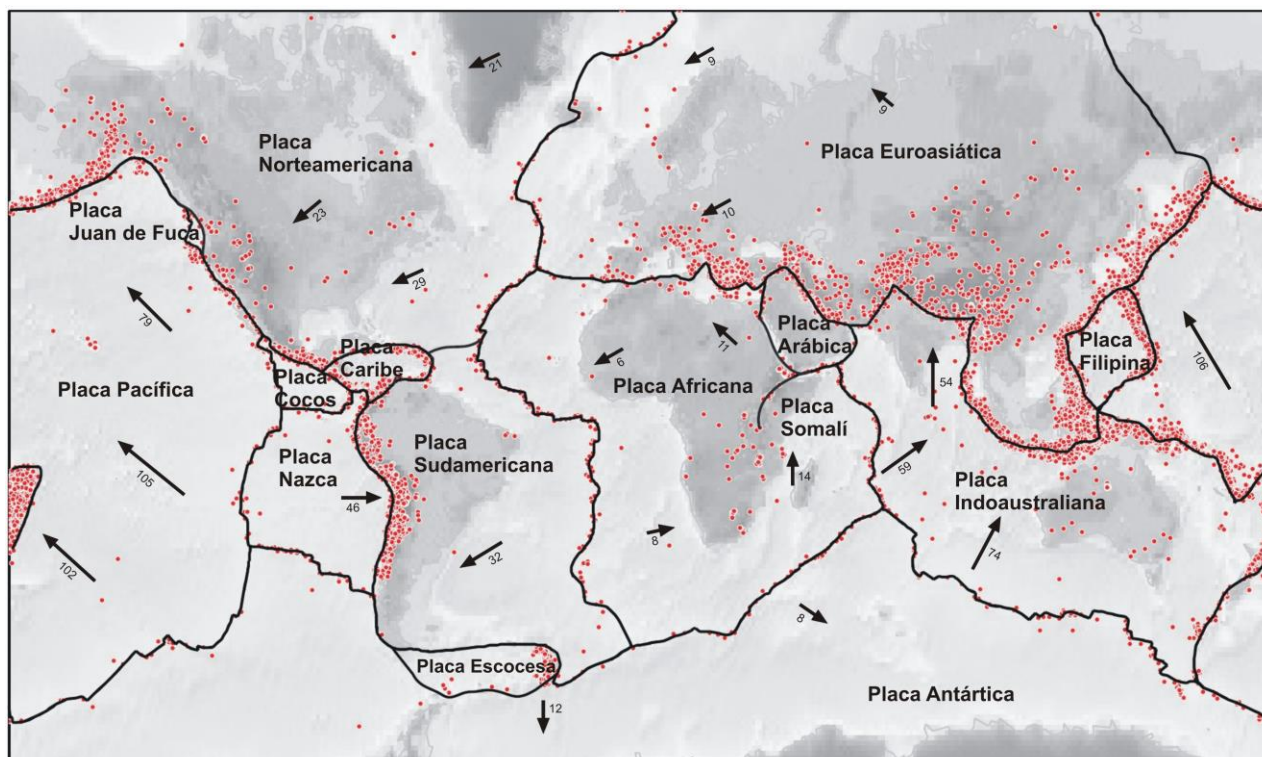 21
9
9
Placa
Norteamericana
Placa Euroasiática
Placa
Juan de Fuca
23
10
29
79
Placa
Caribe
Placa
Cocos
11
6
Placa
Arábica
54
Placa
Filipina
106
Placa Pacífica
Placa Africana
Placa
Somalí
Placa
Nazca
Placa
Sudamericana
105
46
14
59
Placa
Indoaustraliana
102
32
8
74
8
Placa Escocesa
12
Placa Antártica